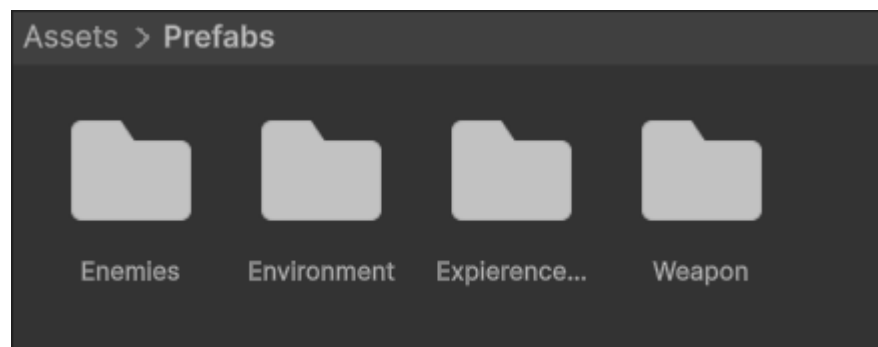 Assets > Prefabs
Enemies Environment Expierence... Weapon